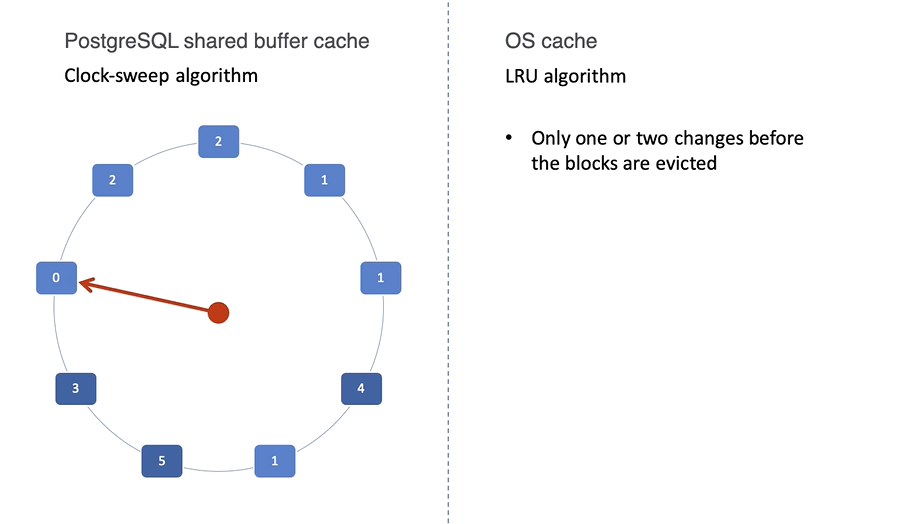 PostgreSQL shared buffer cache
Clock-sweep algorithm
2
2
1
0
1
3
4
5
1
OS cache
LRU algorithm
• Only one or two changes before
the blocks are evicted